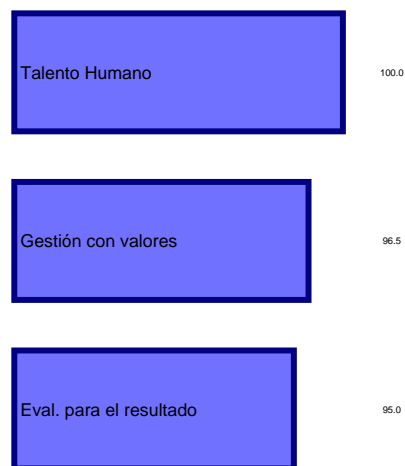 Talento Humano 100.0
Gestión con valores 96.5
Eval. para el resultado 95.0